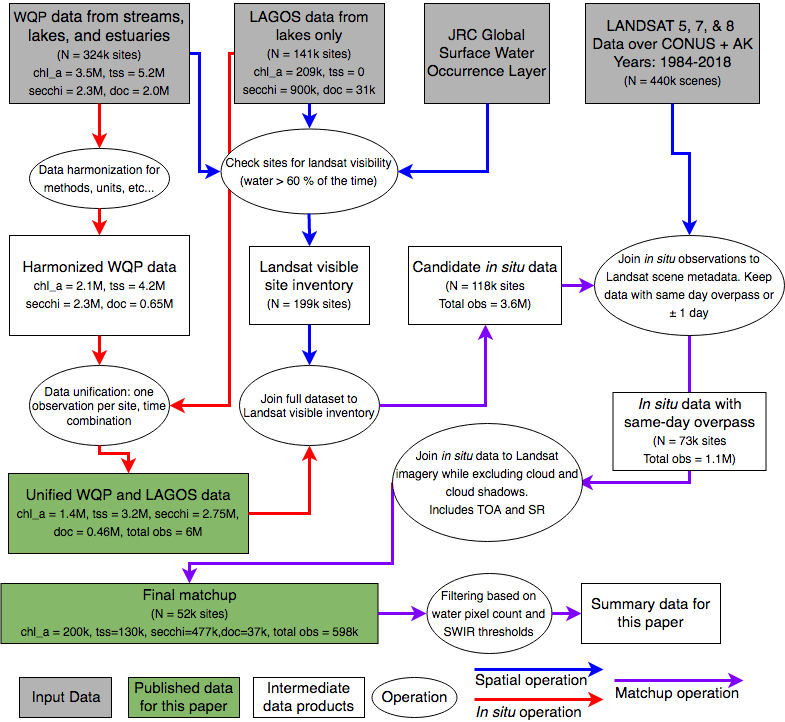 WQP data from streams,
lakes, and estuaries
(N = 324k sites)
chl_a = 3.5M, tss = 5.2M
secchi = 2.3M, doc = 2.0M
LAGOS data from
lakes only
(N = 141k sites)
chl_a = 209k, tss = 0
secchi = 900k, doc = 31k
JRC Global
Surface Water
Occurrence Layer
LANDSAT 5, 7, & 8
Data over CONUS + AK
Years: 1984-2018
(N = 440k scenes)
Data harmonization for
methods, units, etc...
Check sites for landsat visibility
(water > 60 % of the time)
Harmonized WQP data
chl_a = 2.1M, tss = 4.2M
secchi = 2.3M, doc = 0.65M
Landsat visible
site inventory
(N = 199k sites)
Candidate in situ data
(N = 118k sites
Total obs = 3.6M)
Join in situ observations to
Landsat scene metadata. Keep
data with same day overpass or
± 1 day
Data unification: one
observation per site, time
combination
Join full dataset to
Landsat visible inventory
In situ data with
same-day overpass
(N = 73k sites
Total obs = 1.1M)
Join in situ data to Landsat
imagery while excluding cloud and
cloud shadows.
Includes TOA and SR
Unified WQP and LAGOS data
chl_a = 1.4M, tss = 3.2M, secchi = 2.75M,
doc = 0.46M, total obs = 6M
Final matchup
(N = 52k sites)
chl_a = 200k, tss=130k, secchi=477k,doc=37k, total obs = 598k
Filtering based on
water pixel count and
SWIR thresholds
Summary data for
this paper
Input Data
Published data
for this paper
Intermediate
data products
Operation
Spatial operation
In situ operation
Matchup operation